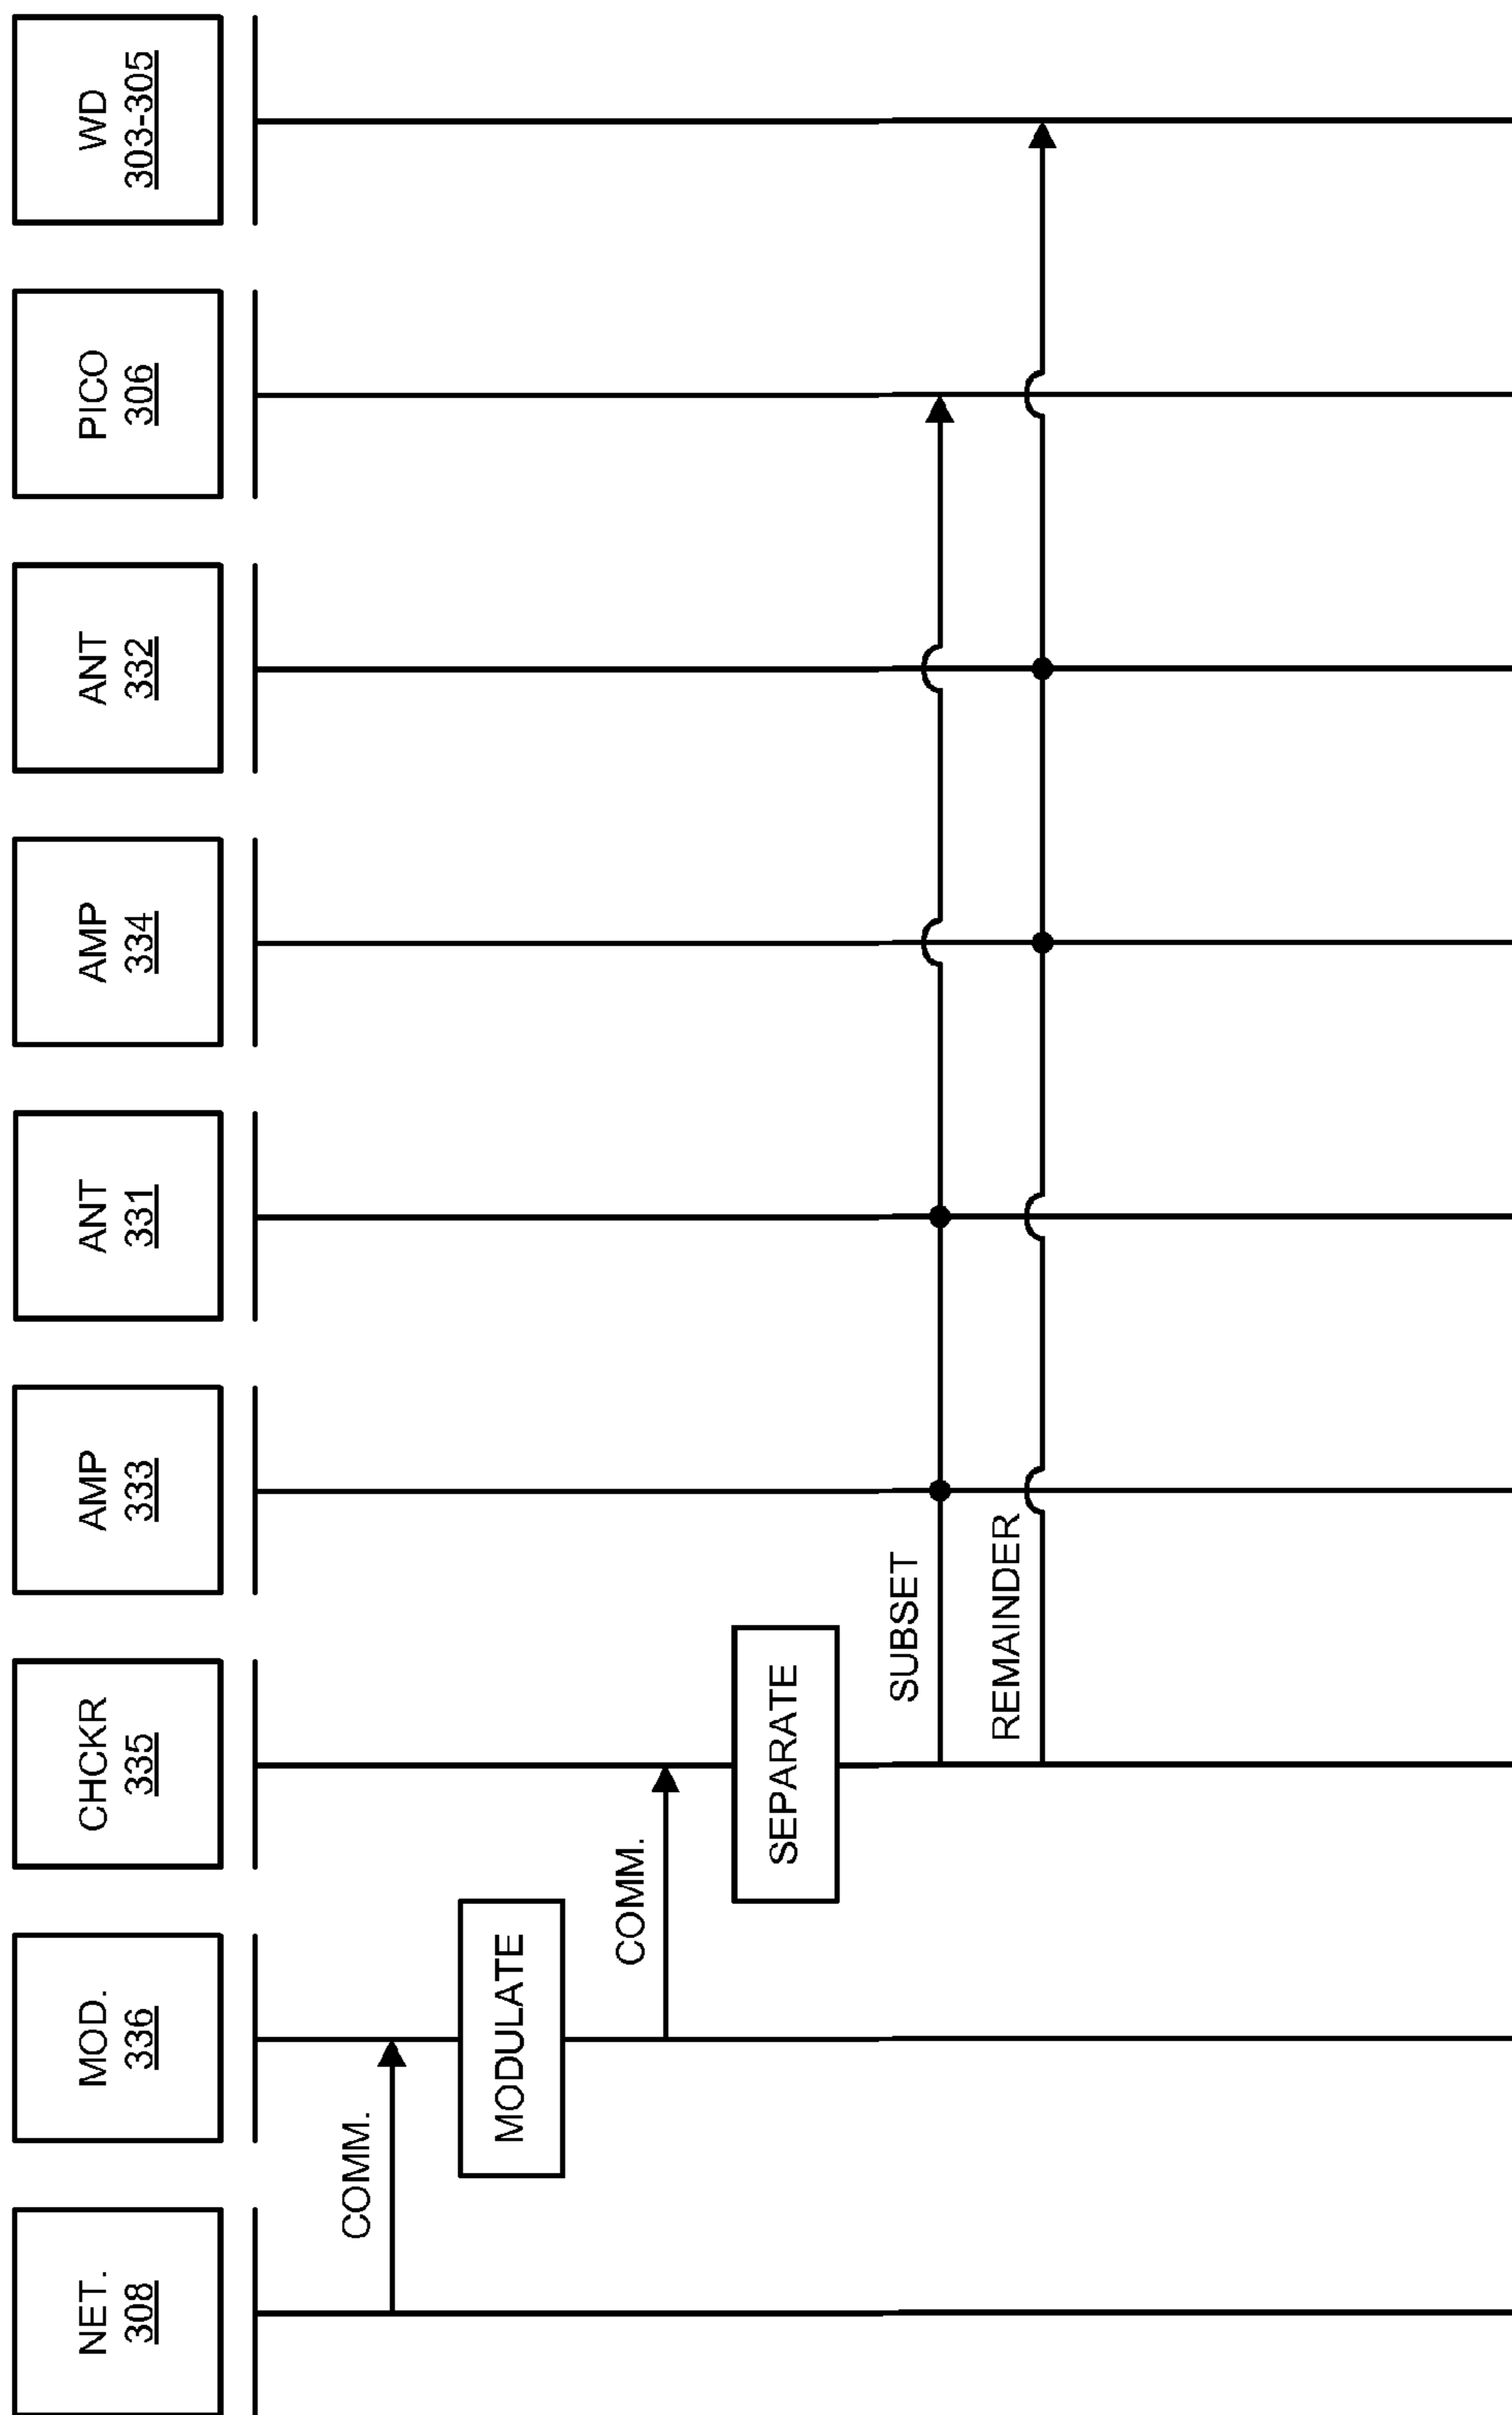 NET.
308
MOD.
336
CHCKR
335
AMP
333
ANT
331
AMP
334
ANT
332
PICO
306
WD
303-305
COMM.
MODULATE
COMM.
SEPARATE
SUBSET
REMAINDER